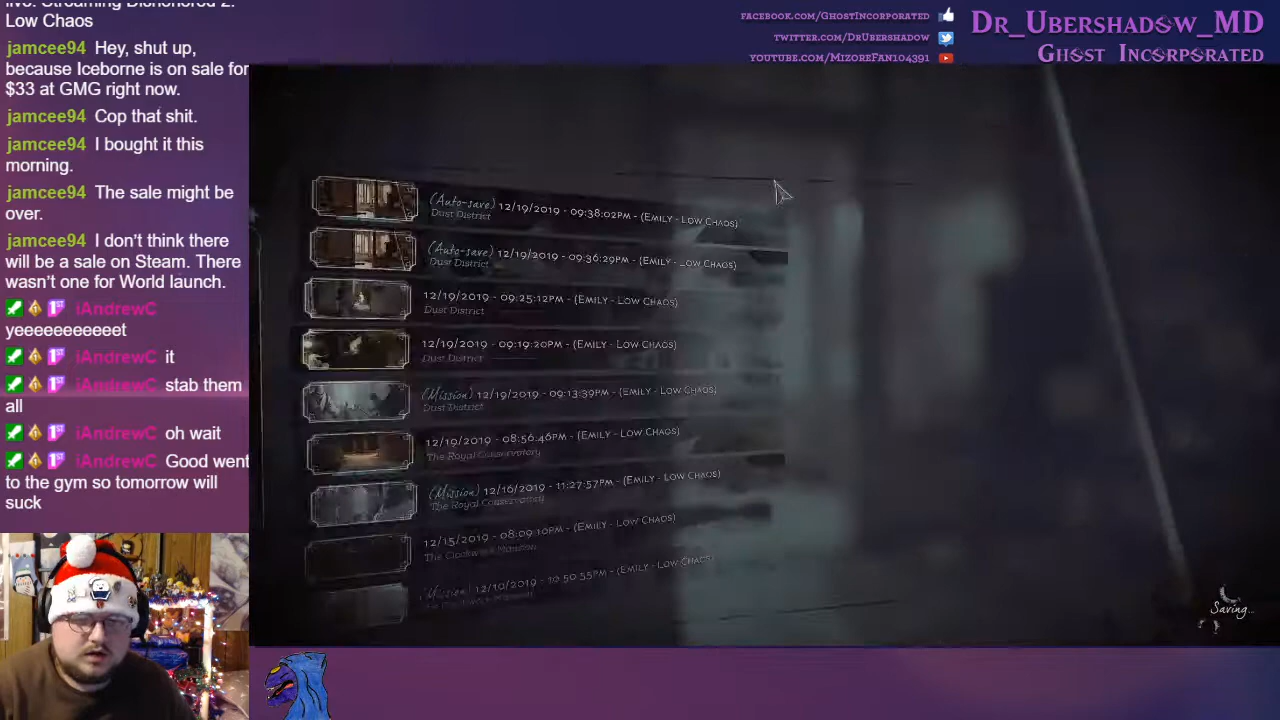 live: Streaming Dishonored 2:
Low Chaos
jamcee94 Hey, shut up,
because Iceborne is on sale for
$33 at GMG right now.
jamcee94 Cop that shit.
jamcee94 I bought it this
morning.
jamcee94 The sale might be
over.
jamcee94 I don't think there
will be a sale on Steam. There
wasn't one for World launch.
iAndrewC
yeeeeeeeeeeet
iAndrewC it
iAndrewC stab them
all
iAndrewC oh wait
iAndrewC Good went
to the gym so tomorrow will
suck
facebook.com/GhostIncorporated
twitter.com/DrUbershadow
youtube.com/MizoreFan104391
Dr_Ubershadow_MD
Ghost Incorporated
(Auto-save) 12/19/2019 - 09:38:02PM - (Emily - Low Chaos)
Dust District
(Auto-save) 12/19/2019 - 09:36:29PM - (Emily - Low Chaos)
Dust District
12/19/2019 - 09:25:12PM - (Emily - Low Chaos)
Dust District
12/19/2019 - 09:19:20PM - (Emily - Low Chaos)
Dust District
(Mission) 12/19/2019 - 09:13:39PM - (Emily - Low Chaos)
Dust District
12/19/2019 - 08:56:46PM - (Emily - Low Chaos)
The Royal Conservatory
(Mission) 12/16/2019 - 11:27:57PM - (Emily - Low Chaos)
The Royal Conservatory
12/15/2019 - 08:09:10PM - (Emily - Low Chaos)
The Clockwork Mansion
(Mission) 12/10/2019 - 10:50:55PM - (Emily - Low Chaos)
Saving...